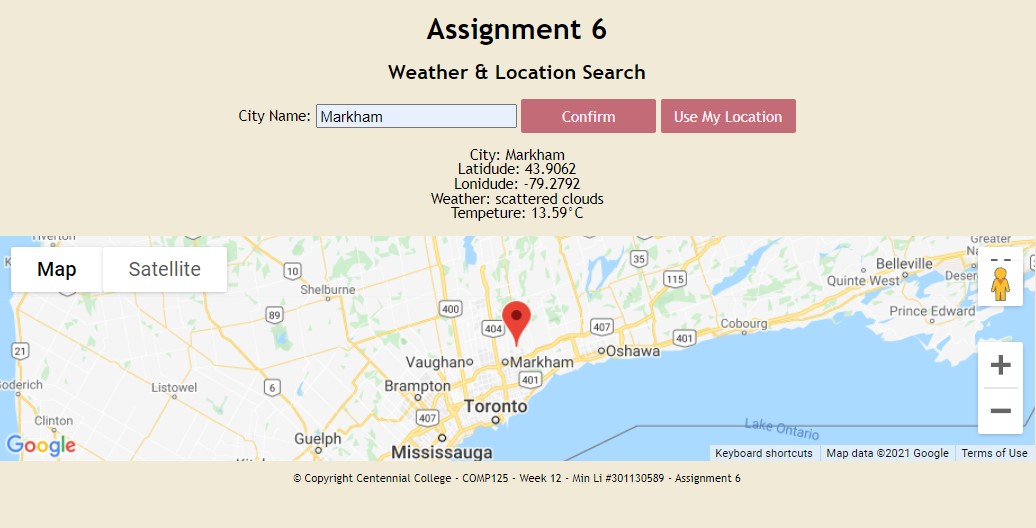 Assignment 6
Weather & Location Search
City Name: Markham Confirm Use My Location
City: Markham
Latidude: 43.9062
Lonidude: -79.2792
Weather: scattered clouds
Tempeture: 13.59°C
Map Satellite
Greater
Belleville
10
35
115
Quinte West
Shelburne
89
400
404
407
401
Cobourg
Prince Edward
21
Vaughan
Markham
Oshawa
Listowel
6
Brampton
401
407
Toronto
Clinton
Guelph
Lake Ontario
Google
Mississauga
Keyboard shortcuts Map data ©2021 Google Terms of Use
© Copyright Centennial College - COMP125 - Week 12 - Min Li #301130589 - Assignment 6